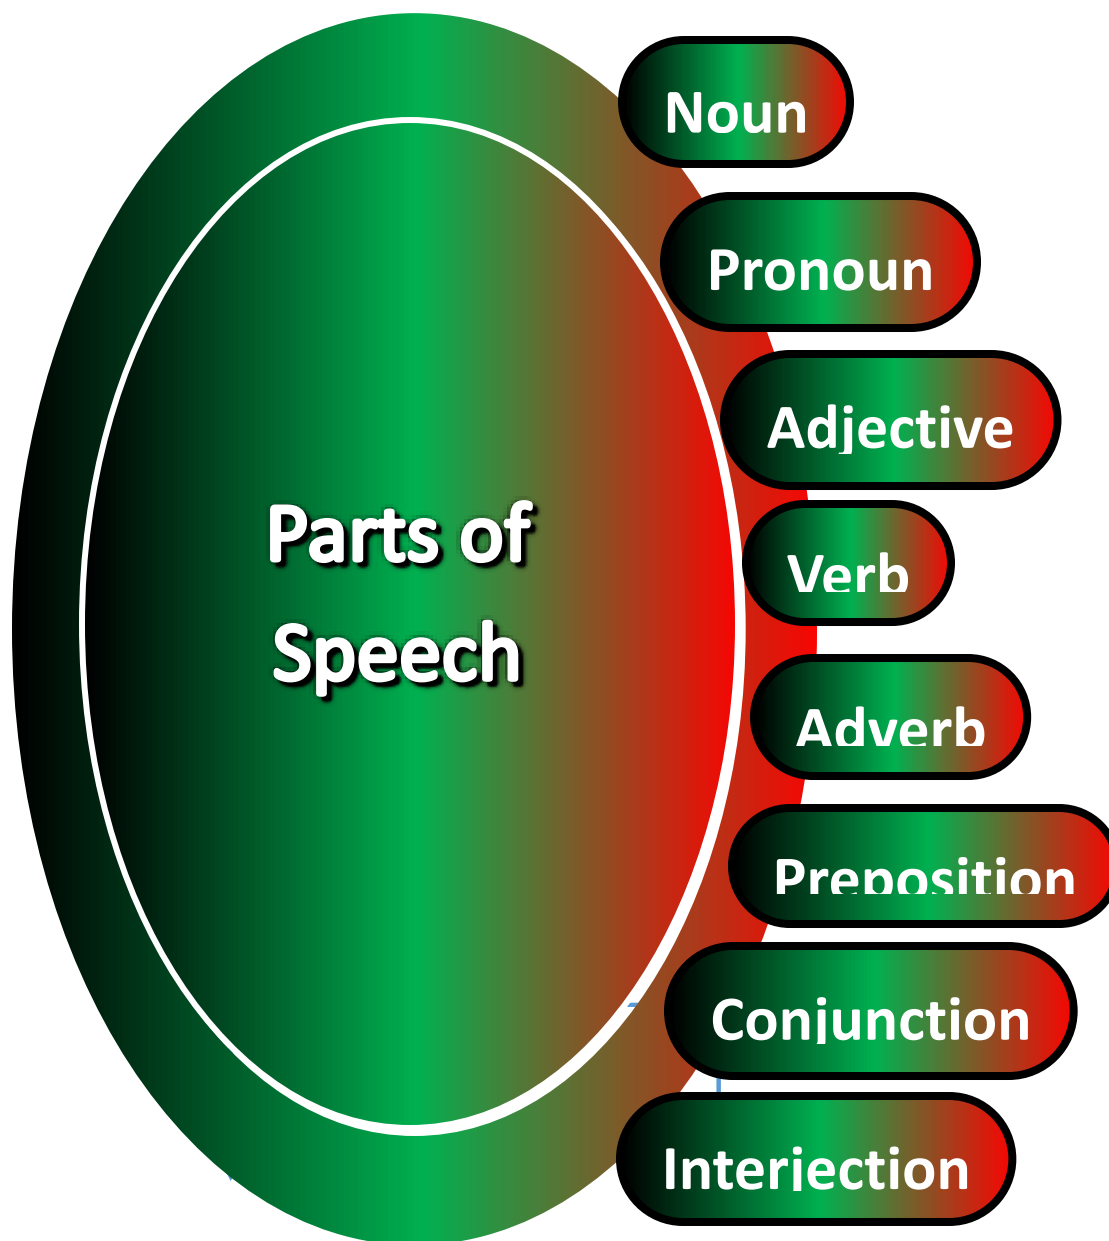 Noun
Pronoun
Adjective
Parts of
Speech
Verb
Adverb
Preposition
Conjunction
Interjection